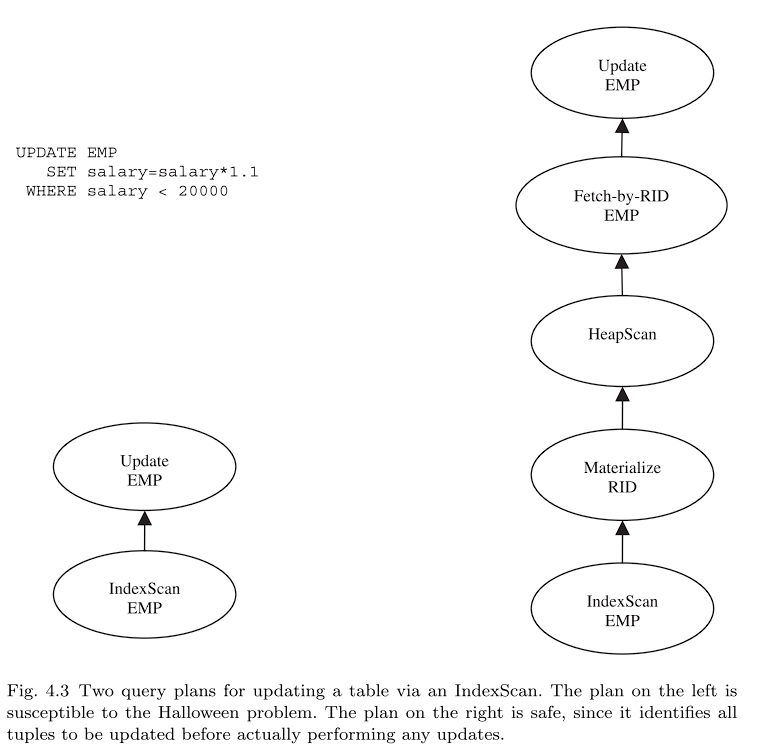 UPDATE EMP
SET salary=salary*1.1
WHERE salary < 20000
Update
EMP
IndexScan
EMP
Update
EMP
Fetch-by-RID
EMP
HeapScan
Materialize
RID
IndexScan
EMP
Fig. 4.3 Two query plans for updating a table via an IndexScan. The plan on the left is
susceptible to the Halloween problem. The plan on the right is safe, since it identifies all
tuples to be updated before actually performing any updates.